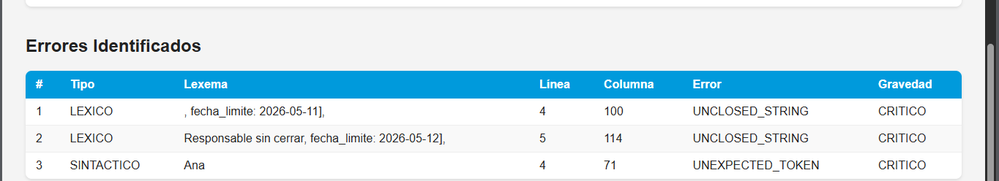 Errores Identificados
# Tipo Lexema Línea Columna Error Gravedad
1 LEXICO , fecha_limite: 2026-05-11], 4 100 UNCLOSED_STRING CRITICO
2 LEXICO Responsable sin cerrar, fecha_limite: 2026-05-12], 5 114 UNCLOSED_STRING CRITICO
3 SINTACTICO Ana 4 71 UNEXPECTED_TOKEN CRITICO